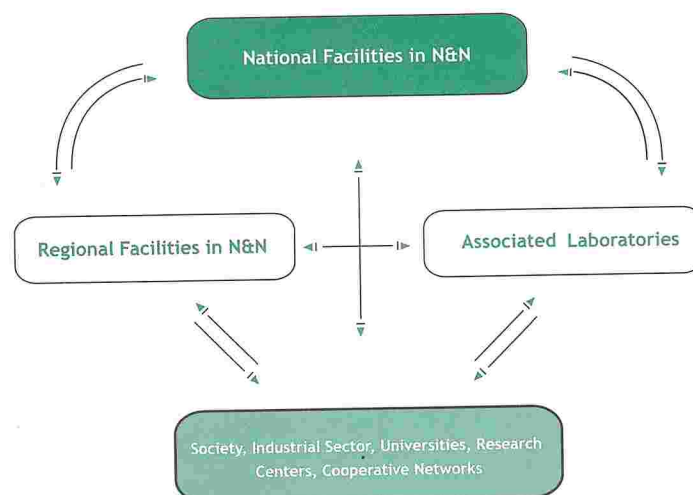 National Facilities in N&N
Regional Facilities in N&N
Associated Laboratories
Society, Industrial Sector, Universities, Research
Centers, Cooperative Networks